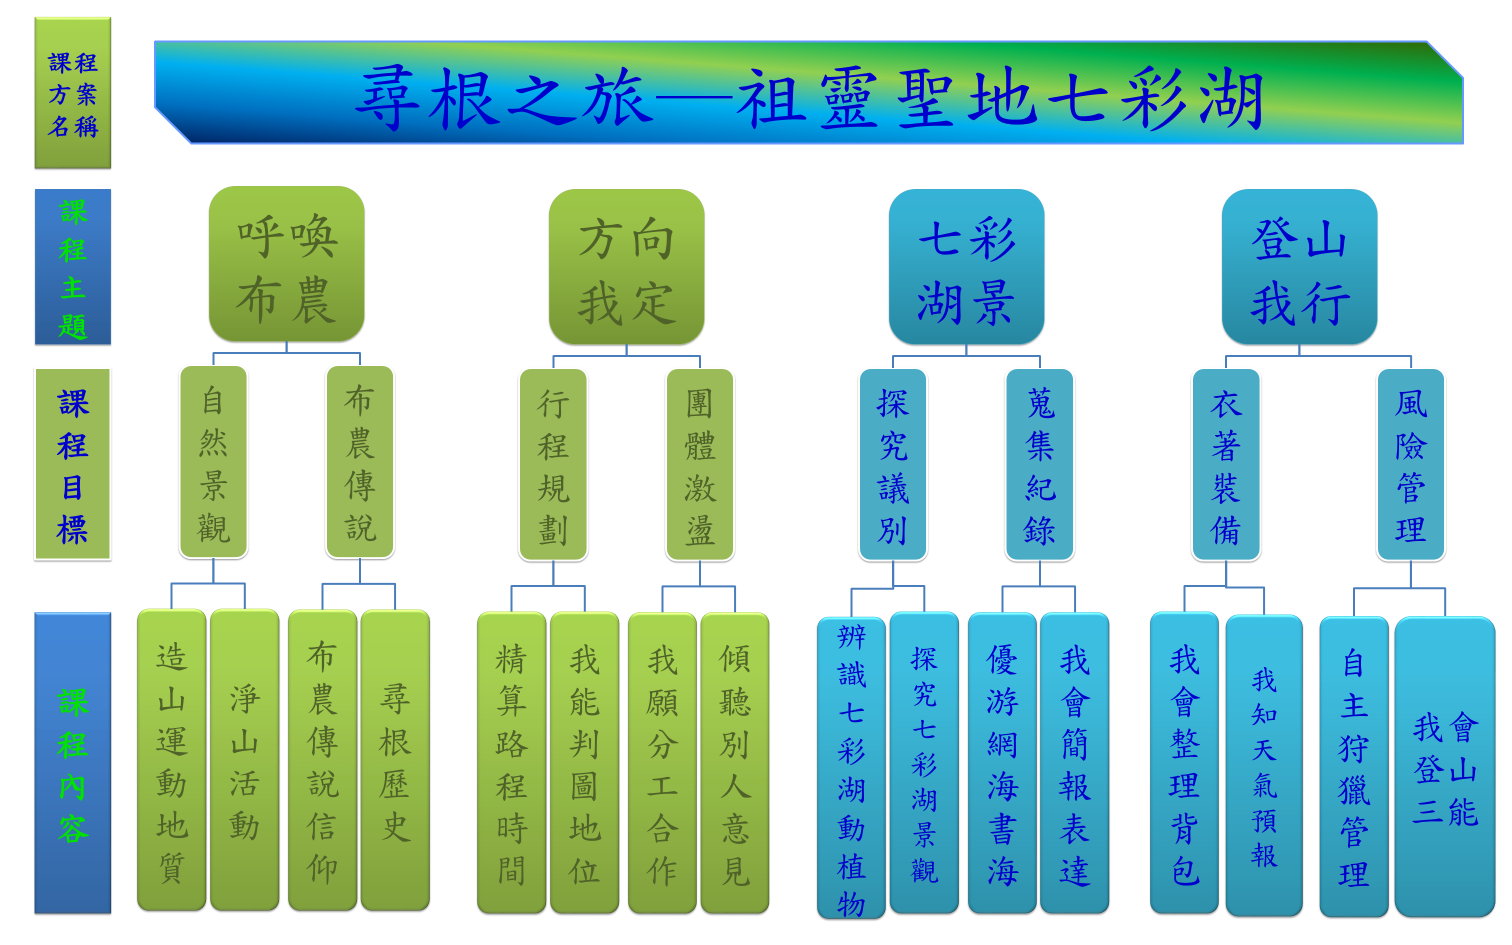 課程
方案
名稱
尋根之旅—祖靈聖地七彩湖
課程主題
呼喚
布農
方向
我定
七彩
湖景
登山
我行
課程目標
自然景觀
布農傳說
行程規劃
團體激盪
探究議別
蒐集紀錄
衣著裝備
風險管理
課程內容
造山運動地質
淨山活動
布農傳說信仰
尋根歷史
精算路程時間
我能判圖地位
我願分工合作
傾聽別人意見
辨識七彩湖動植物
探究七彩湖景觀
優游網海書海
我會簡報表達
我會整理背包
我知天氣預報
自主狩獵管理
我會
登山
三能